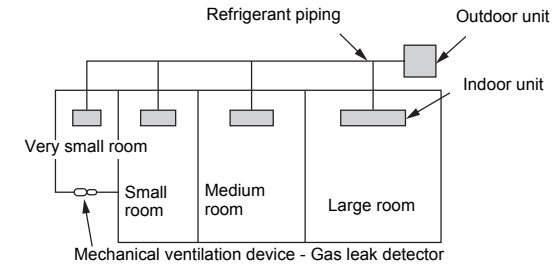 Refrigerant piping
Outdoor unit
Indoor unit
Very small room
Small
room
Medium
room
Large room
Mechanical ventilation device - Gas leak detector